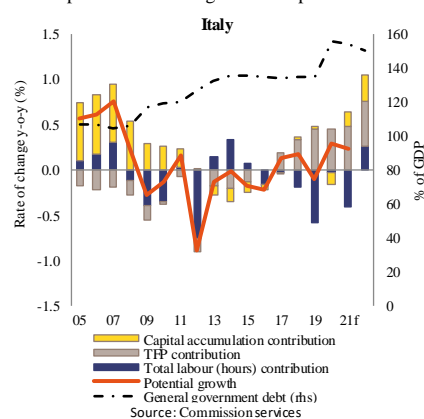 Italy
Rate of change y-o-y (%)
1.5
1.0
0.5
0.0
-0.5
-1.0
-1.5
160
140
120
100
80
60
40
20
0
% of GDP
05 07 09 11 13 15 17 19 21f
Capital accumulation contribution
TFP contribution
Total labour (hours) contribution
Potential growth
General government debt (rhs)
Source: Commission services